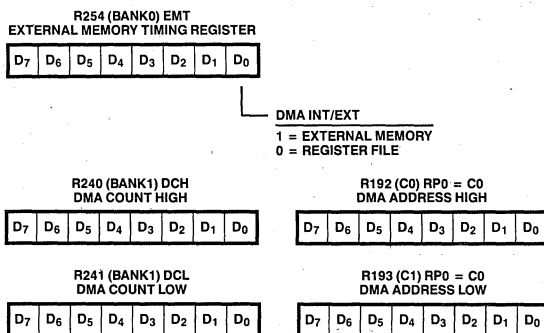 R254 (BANK0) EMT
EXTERNAL MEMORY TIMING REGISTER
D7 D6 D5 D4 D3 D2 D1 D0
DMA INT/EXT
1 = EXTERNAL MEMORY
0 = REGISTER FILE
R240 (BANK1) DCH
DMA COUNT HIGH
D7 D6 D5 D4 D3 D2 D1 D0
R192 (C0) RP0 = C0
DMA ADDRESS HIGH
D7 D6 D5 D4 D3 D2 D1 D0
R241 (BANK1) DCL
DMA COUNT LOW
D7 D6 D5 D4 D3 D2 D1 D0
R193 (C1) RP0 = C0
DMA ADDRESS LOW
D7 D6 D5 D4 D3 D2 D1 D0